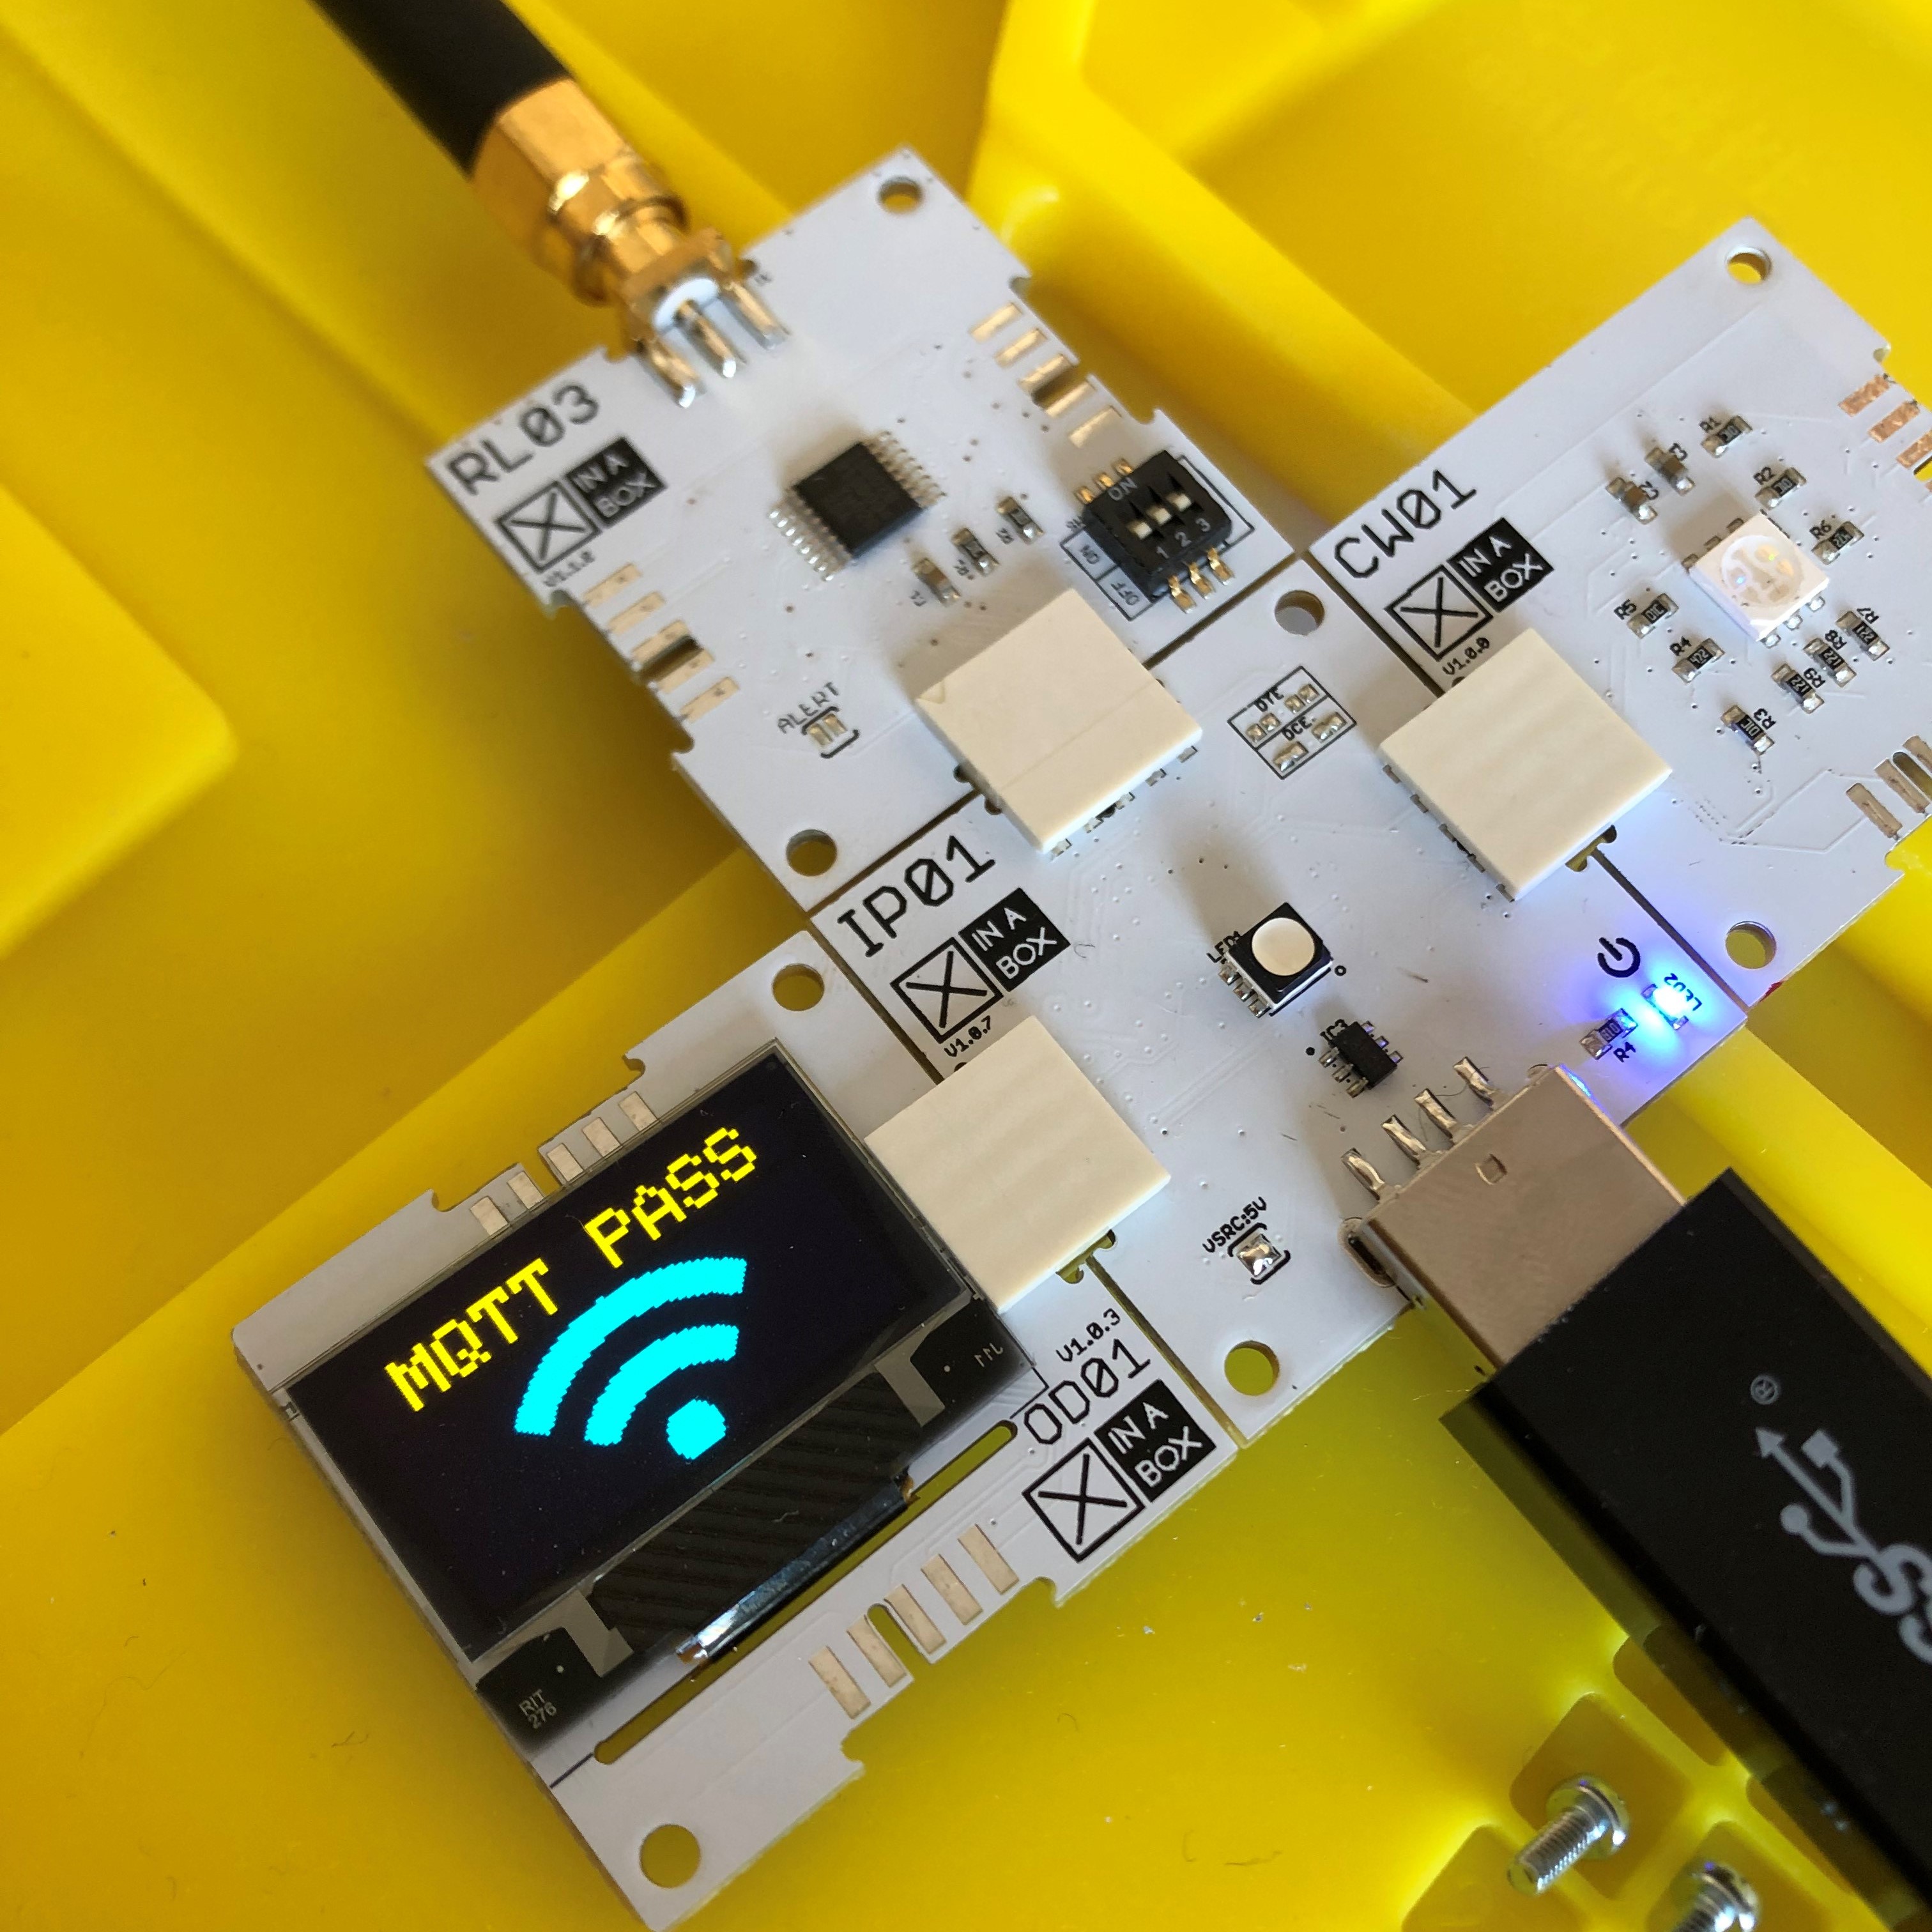 RL03
IN A
BOX
V1.1.2
ON
1 2 3
ON
OFF
ALERT
CW01
IN A
BOX
V1.0.0
R1
R2
R6
R5
R4
R7
R8
R9
R3
DTE
DCE
IP01
IN A
BOX
V1.0.7
LED1
LED2
R4
VSRC:5V
MQTT PASS
V1.0.3
OD01
IN A
BOX
RIT
276
®